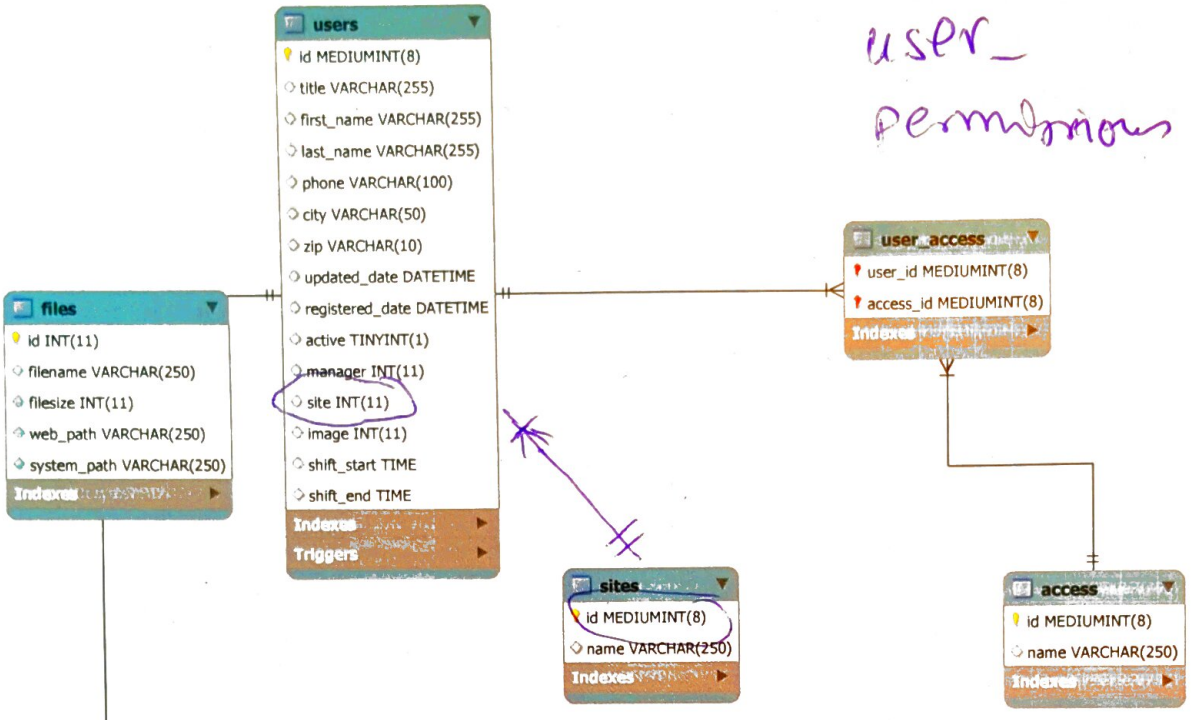 users
id MEDIUMINT(8)
title VARCHAR(255)
first_name VARCHAR(255)
last_name VARCHAR(255)
phone VARCHAR(100)
city VARCHAR(50)
zip VARCHAR(10)
updated_date DATETIME
registered_date DATETIME
active TINYINT(1)
manager INT(11)
site INT(11)
image INT(11)
shift_start TIME
shift_end TIME
Indexes
Triggers
user_
permissions
user_access
user_id MEDIUMINT(8)
access_id MEDIUMINT(8)
Indexes
files
id INT(11)
filename VARCHAR(250)
filesize INT(11)
web_path VARCHAR(250)
system_path VARCHAR(250)
Indexes
sites
id MEDIUMINT(8)
name VARCHAR(250)
Indexes
access
id MEDIUMINT(8)
name VARCHAR(250)
Indexes